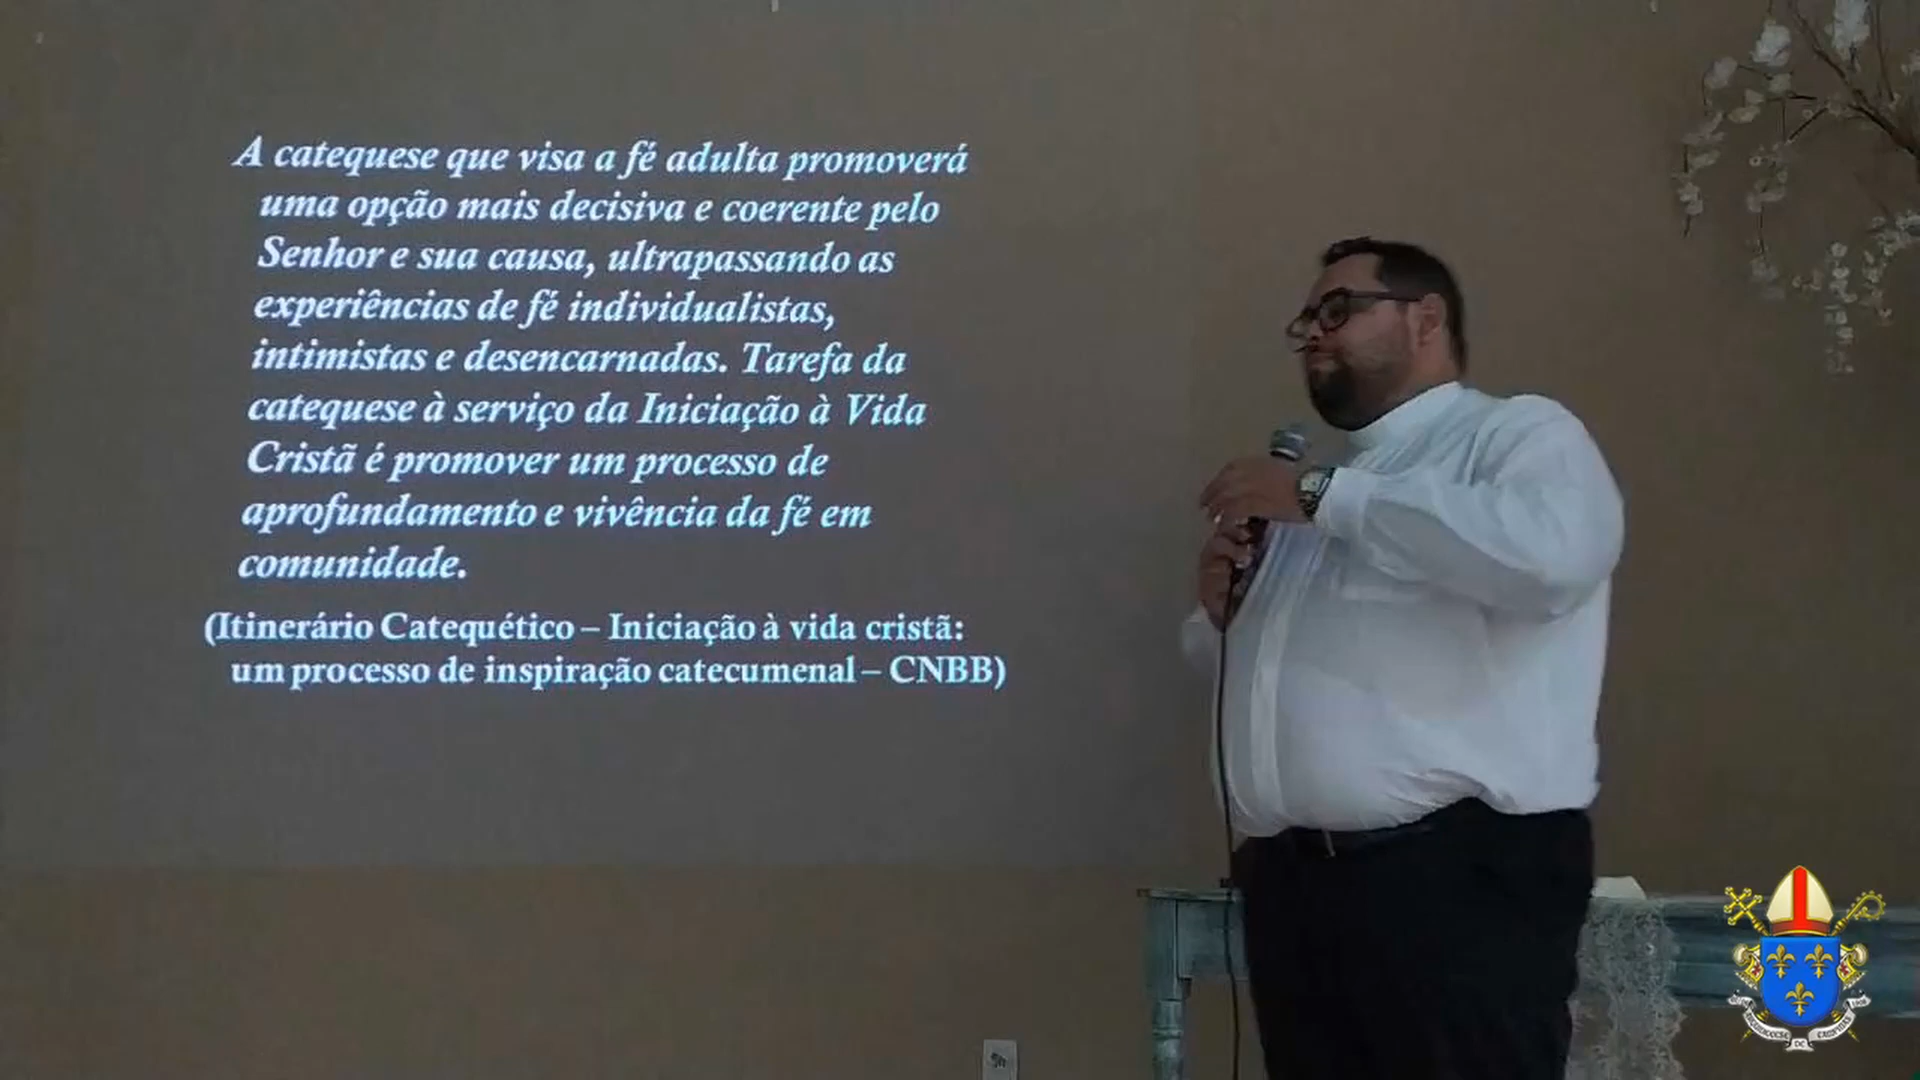 A catequese que visa a fé adulta promoverá
uma opção mais decisiva e coerente pelo
Senhor e sua causa, ultrapassando as
experiências de fé individualistas,
intimistas e desencarnadas. Tarefa da
catequese à serviço da Iniciação à Vida
Cristã é promover um processo de
aprofundamento e vivência da fé em
comunidade.
(Itinerário Catequético – Iniciação à vida cristã:
um processo de inspiração catecumenal – CNBB)